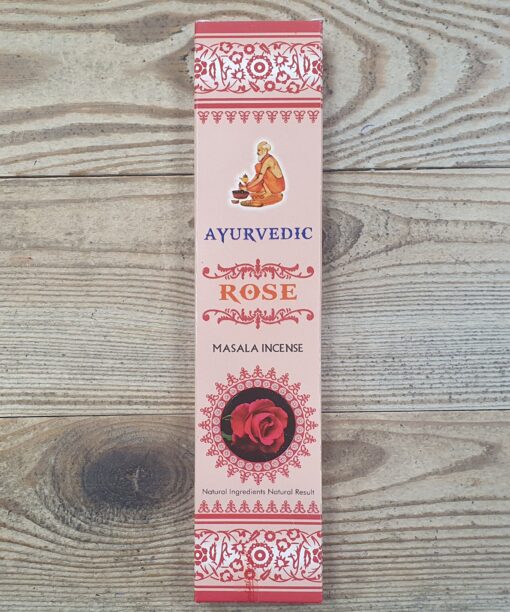 AYURVEDIC
ROSE
MASALA INCENSE
Natural Ingredients Natural Result